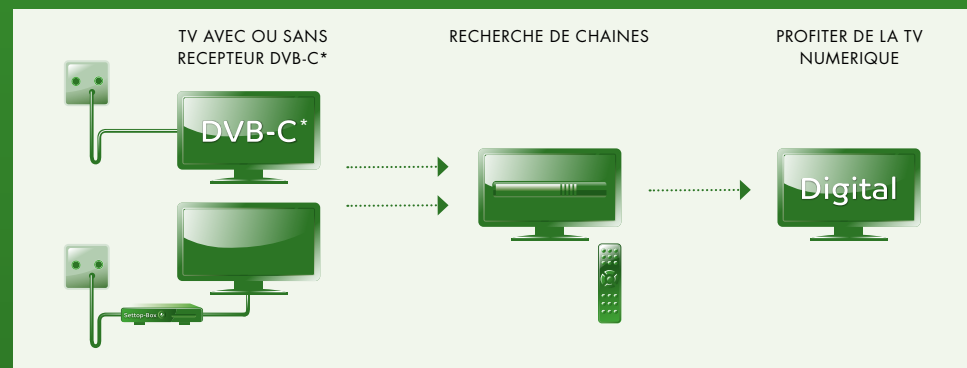 TV AVEC OU SANS
RECEPTEUR DVB-C*
RECHERCHE DE CHAINES
PROFITER DE LA TV
NUMERIQUE
DVB-C*
Digital
Settop-Box